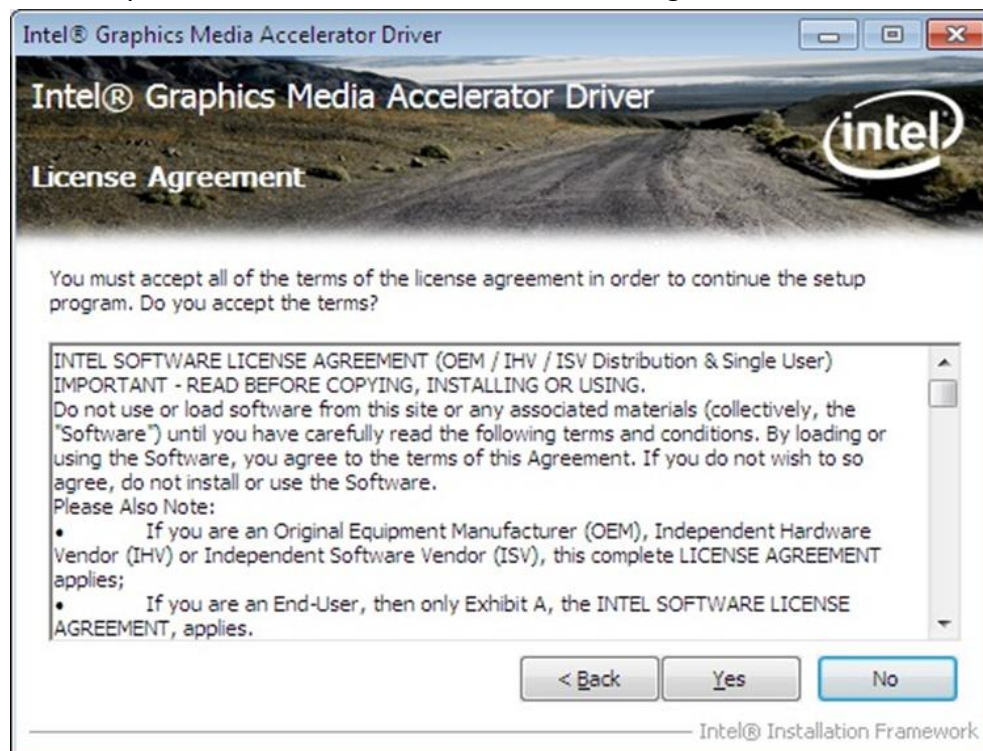 Intel® Graphics Media Accelerator Driver
Intel® Graphics Media Accelerator Driver
intel
License Agreement
You must accept all of the terms of the license agreement in order to continue the setup
program. Do you accept the terms?
INTEL SOFTWARE LICENSE AGREEMENT (OEM / IHV / ISV Distribution & Single User)
IMPORTANT - READ BEFORE COPYING, INSTALLING OR USING.
Do not use or load software from this site or any associated materials (collectively, the
"Software") until you have carefully read the following terms and conditions. By loading or
using the Software, you agree to the terms of this Agreement. If you do not wish to so
agree, do not install or use the Software.
Please Also Note:
• If you are an Original Equipment Manufacturer (OEM), Independent Hardware
Vendor (IHV) or Independent Software Vendor (ISV), this complete LICENSE AGREEMENT
applies;
• If you are an End-User, then only Exhibit A, the INTEL SOFTWARE LICENSE
AGREEMENT, applies.
< Back Yes No
Intel® Installation Framework